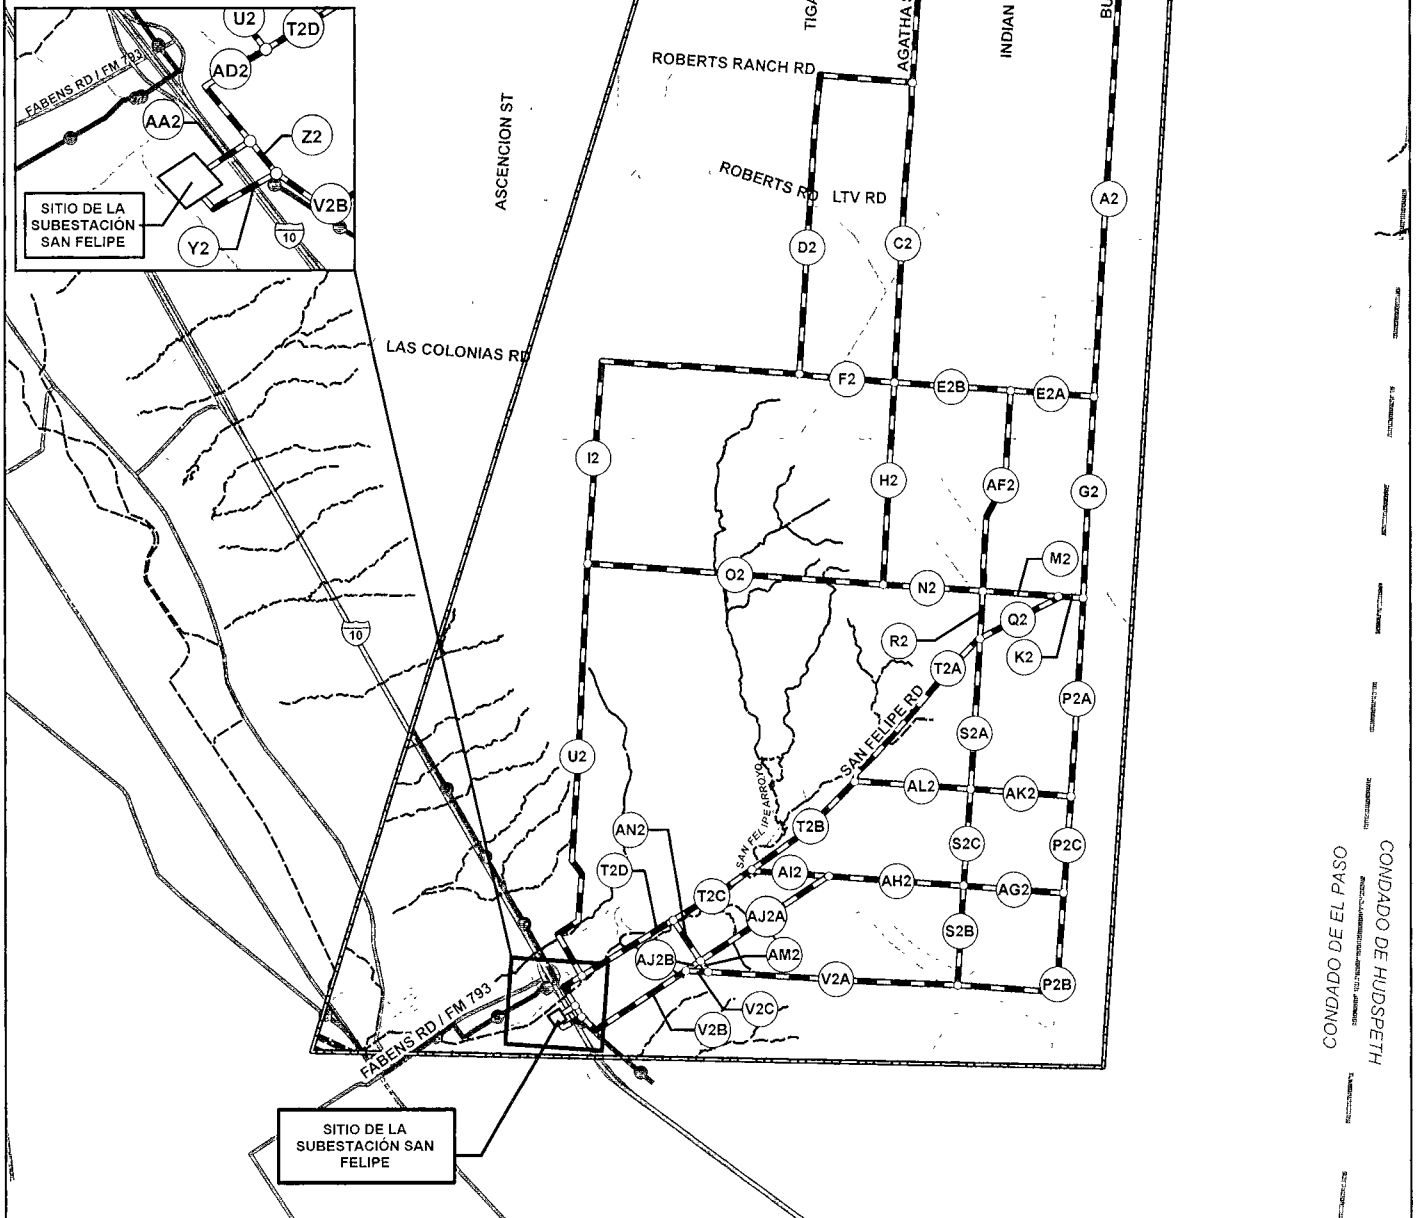 U2
T2D
AD2
FABENS RD / FM 793
AA2
Z2
SITIO DE LA
SUBESTACIÓN
SAN FELIPE
V2B
Y2
10
ASCENCION ST
AGATHA
INDIAN
ROBERTS RANCH RD
ROBERTS RD
LTV RD
A2
D2
C2
LAS COLONIAS RD
F2
E2B
E2A
I2
H2
AF2
G2
M2
O2
N2
Q2
10
R2
K2
T2A
P2A
SAN FELIPE RD
S2A
U2
AL2
AK2
SAN FELIPE ARROYO
AN2
T2B
S2C
P2C
T2D
AI2
AH2
AG2
T2C
AJ2A
S2B
AJ2B
AM2
V2A
P2B
V2C
V2B
FABENS RD / FM 793
CONDADO DE EL PASO
CONDADO DE HUDSPETH
SITIO DE LA
SUBESTACIÓN SAN
FELIPE